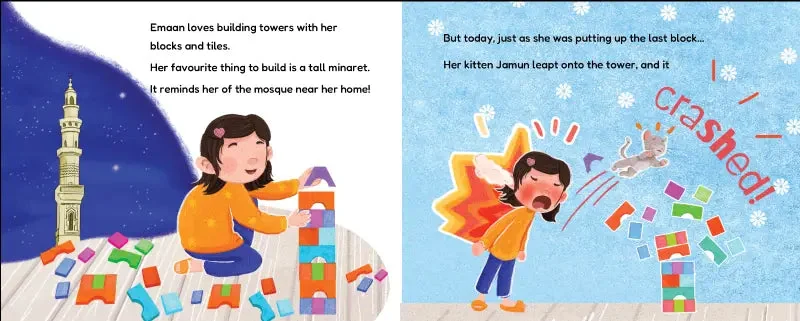 Emaan loves building towers with her
blocks and tiles.
Her favourite thing to build is a tall minaret.
It reminds her of the mosque near her home!
But today, just as she was putting up the last block...
Her kitten Jamun leapt onto the tower, and it
crashed!